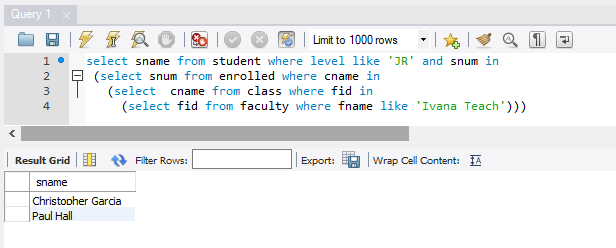 Query 1
Limit to 1000 rows
1 select sname from student where level like 'JR' and snum in
2 (select snum from enrolled where cname in
3 (select cname from class where fid in
4 (select fid from faculty where fname like 'Ivana Teach')))
Result Grid Filter Rows: Export: Wrap Cell Content:
sname
Christopher Garcia
Paul Hall